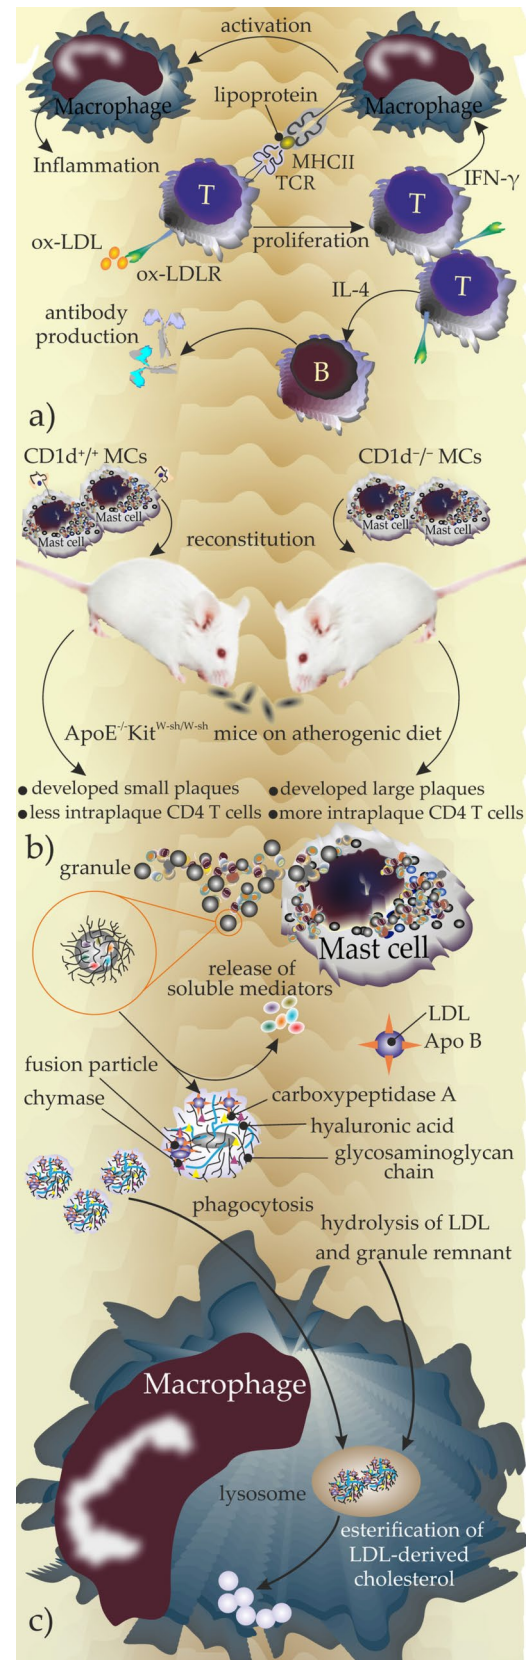 activation
Macrophage
Macrophage
lipoprotein
Inflammation
MHCII
TCR
IFN-γ
T
T
ox-LDL
proliferation
ox-LDLR
T
IL-4
antibody
production
B
a)
CD1d+/+ MCs
CD1d−/− MCs
Mast cell
Mast cell
Mast cell
Mast cell
reconstitution
ApoE-/-KitW-sh/W-sh mice on atherogenic diet
● developed small plaques
● less intraplaque CD4 T cells
● developed large plaques
● more intraplaque CD4 T cells
b)
granule
Mast cell
release of
soluble mediators
LDL
Apo B
fusion particle
chymase
carboxypeptidase A
hyaluronic acid
glycosaminoglycan
chain
phagocytosis
hydrolysis of LDL
and granule remnant
Macrophage
lysosome
esterification of
LDL-derived
cholesterol
c)